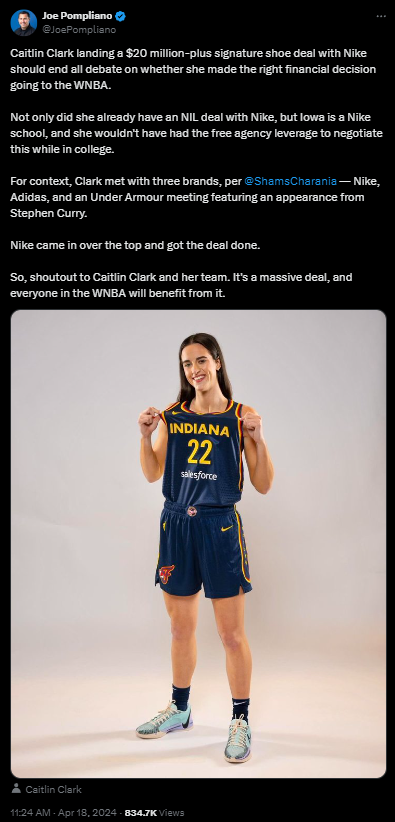 Joe Pompliano
@JoePompliano
Caitlin Clark landing a $20 million-plus signature shoe deal with Nike
should end all debate on whether she made the right financial decision
going to the WNBA.
Not only did she already have an NIL deal with Nike, but Iowa is a Nike
school, and she wouldn't have had the free agency leverage to negotiate
this while in college.
For context, Clark met with three brands, per @ShamsCharania — Nike,
Adidas, and an Under Armour meeting featuring an appearance from
Stephen Curry.
Nike came in over the top and got the deal done.
So, shoutout to Caitlin Clark and her team. It's a massive deal, and
everyone in the WNBA will benefit from it.
INDIANA
22
salesforce
Caitlin Clark
11:24 AM · Apr 18, 2024 · 834.7K Views